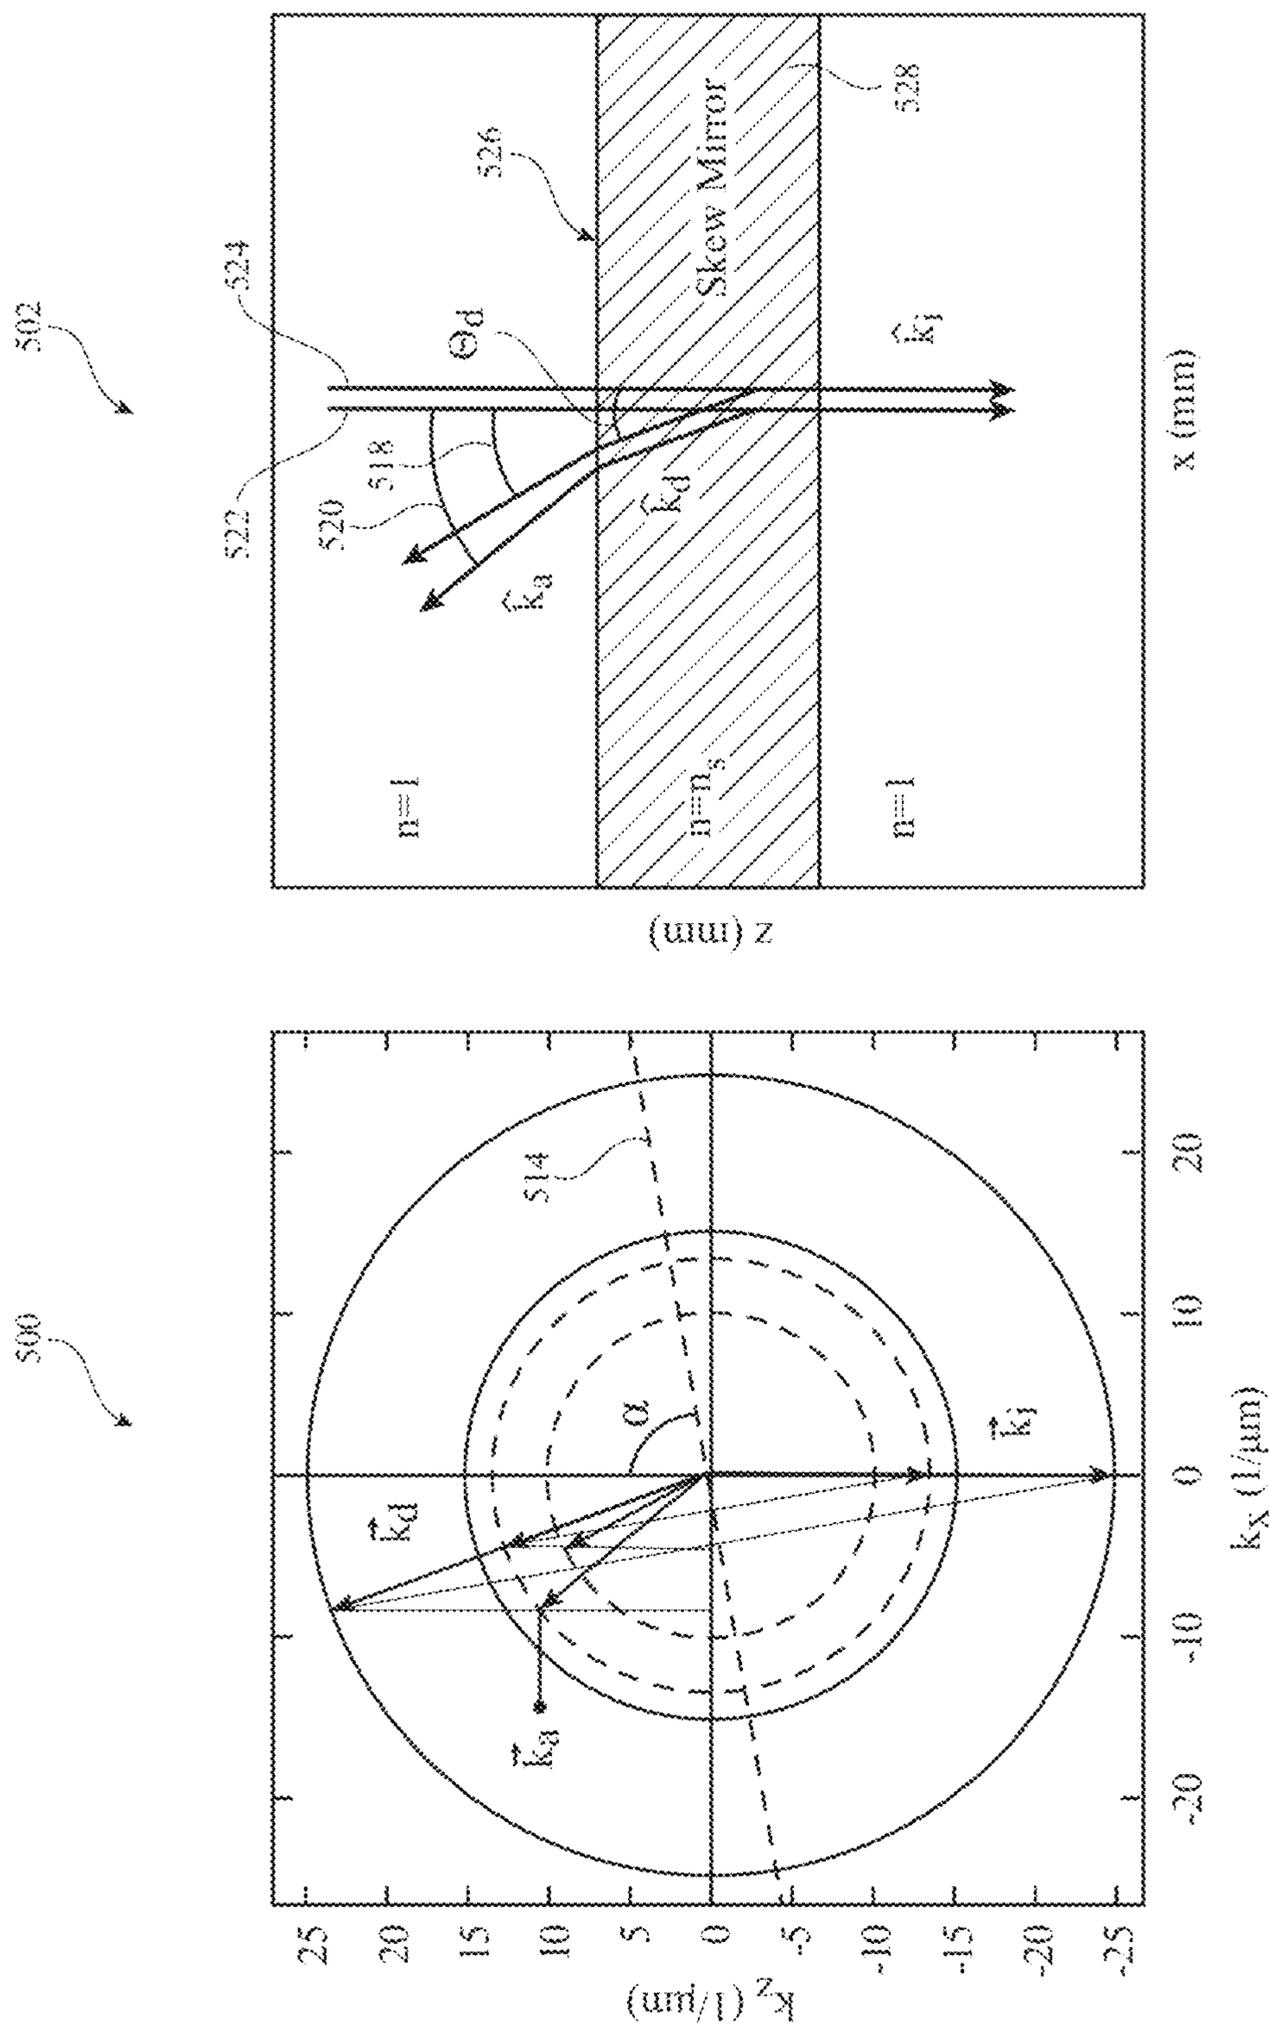 500
k⃗d
k⃗a
α
514
k⃗i
25
20
15
10
5
0
-5
-10
-15
-20
-25
kz (1/μm)
-20
-10
0
10
20
kx (1/μm)
502
522
524
520
518
Θd
526
n=1
k̂a
k̂d
Skew Mirror
n=ns
n=1
k̂i
528
z (mm)
x (mm)